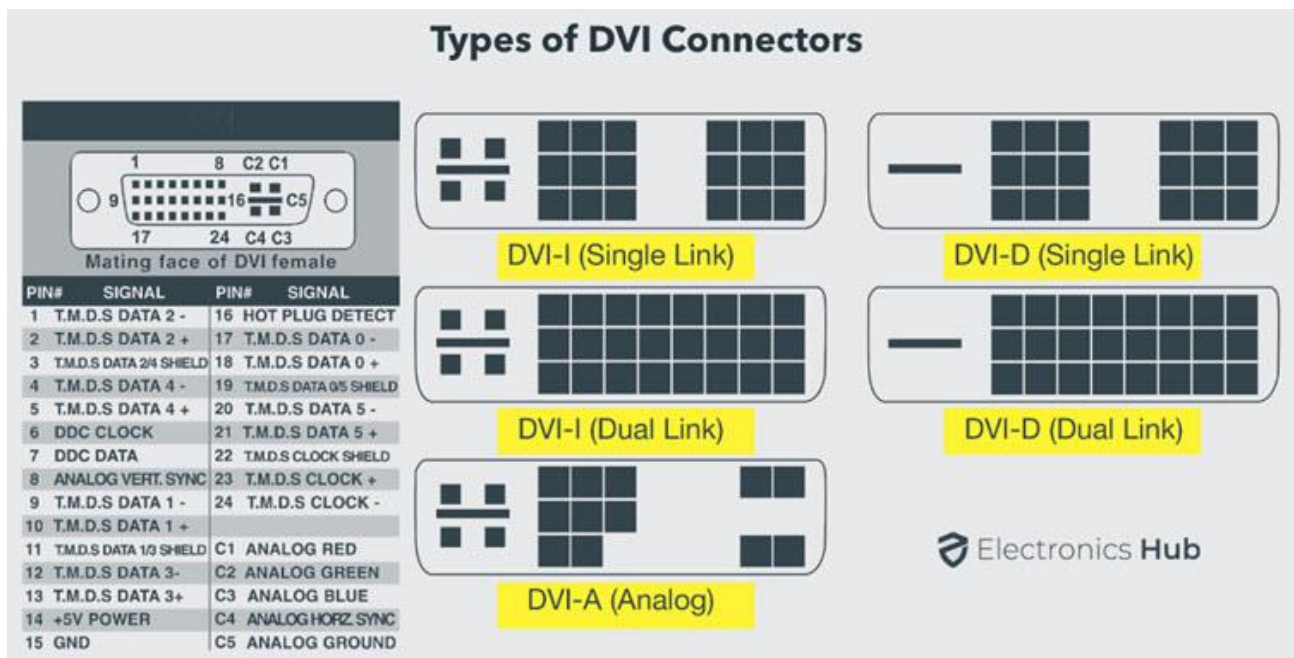 Types of DVI Connectors
1 8 C2 C1
9 16 C5
17 24 C4 C3
Mating face of DVI female
PIN# SIGNAL PIN# SIGNAL
1 T.M.D.S DATA 2 - 16 HOT PLUG DETECT
2 T.M.D.S DATA 2 + 17 T.M.D.S DATA 0 -
3 T.M.D.S DATA 2/4 SHIELD 18 T.M.D.S DATA 0 +
4 T.M.D.S DATA 4 - 19 T.M.D.S DATA 0/5 SHIELD
5 T.M.D.S DATA 4 + 20 T.M.D.S DATA 5 -
6 DDC CLOCK 21 T.M.D.S DATA 5 +
7 DDC DATA 22 T.M.D.S CLOCK SHIELD
8 ANALOG VERT. SYNC 23 T.M.D.S CLOCK +
9 T.M.D.S DATA 1 - 24 T.M.D.S CLOCK -
10 T.M.D.S DATA 1 +
11 T.M.D.S DATA 1/3 SHIELD C1 ANALOG RED
12 T.M.D.S DATA 3- C2 ANALOG GREEN
13 T.M.D.S DATA 3+ C3 ANALOG BLUE
14 +5V POWER C4 ANALOG HORZ. SYNC
15 GND C5 ANALOG GROUND
DVI-I (Single Link)
DVI-D (Single Link)
DVI-I (Dual Link)
DVI-D (Dual Link)
DVI-A (Analog)
Electronics Hub